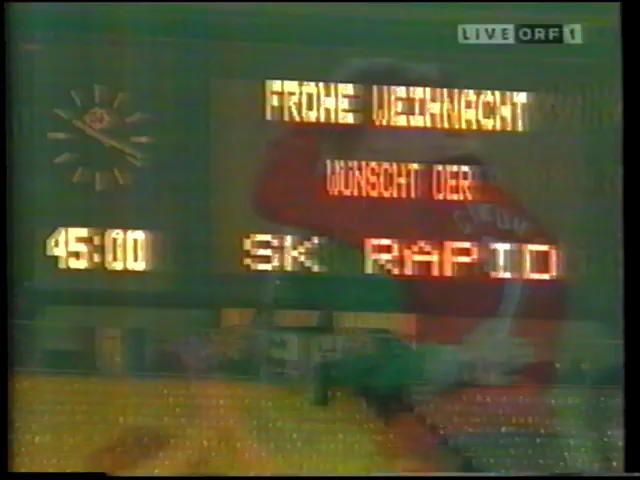 LIVE ORF 1
FROHE WEIHNACHT
WÜNSCHT DER
45:00
SK RAPID